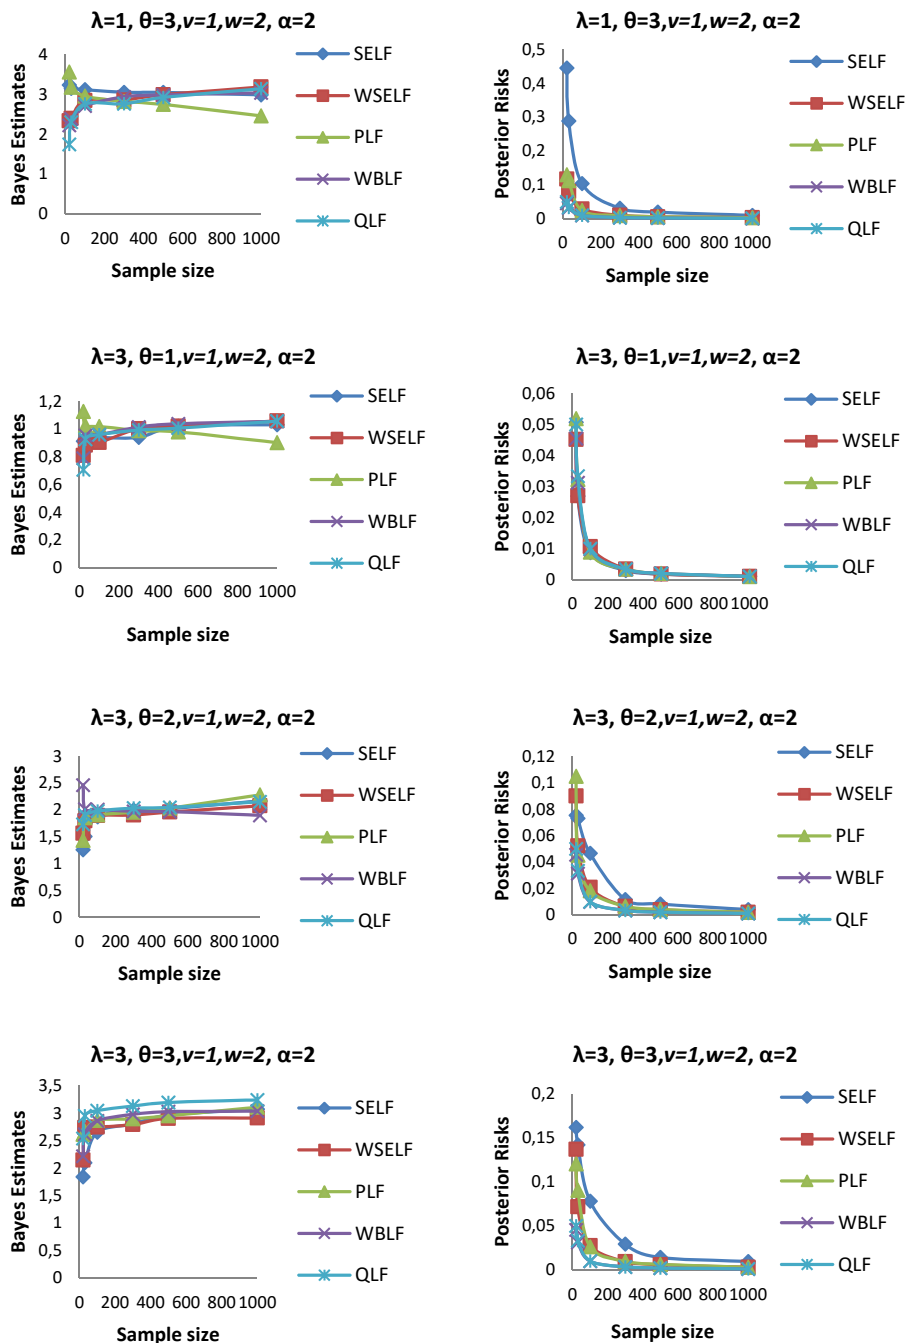 λ=1, θ=3,v=1,w=2, α=2
Bayes Estimates
4
3
2
1
0
0 200 400 600 800 1000
Sample size
SELF
WSELF
PLF
WBLF
QLF
λ=1, θ=3,v=1,w=2, α=2
Posterior Risks
0,5
0,4
0,3
0,2
0,1
0
0 200 400 600 800 1000
Sample size
SELF
WSELF
PLF
WBLF
QLF
λ=3, θ=1,v=1,w=2, α=2
Bayes Estimates
1,2
1
0,8
0,6
0,4
0,2
0
0 200 400 600 800 1000
Sample size
SELF
WSELF
PLF
WBLF
QLF
λ=3, θ=1,v=1,w=2, α=2
Posterior Risks
0,06
0,05
0,04
0,03
0,02
0,01
0
0 200 400 600 800 1000
Sample size
SELF
WSELF
PLF
WBLF
QLF
λ=3, θ=2,v=1,w=2, α=2
Bayes Estimates
3
2,5
2
1,5
1
0,5
0
0 200 400 600 800 1000
Sample size
SELF
WSELF
PLF
WBLF
QLF
λ=3, θ=2,v=1,w=2, α=2
Posterior Risks
0,12
0,1
0,08
0,06
0,04
0,02
0
0 200 400 600 800 1000
Sample size
SELF
WSELF
PLF
WBLF
QLF
λ=3, θ=3,v=1,w=2, α=2
Bayes Estimates
3,5
3
2,5
2
1,5
1
0,5
0
0 200 400 600 800 1000
Sample size
SELF
WSELF
PLF
WBLF
QLF
λ=3, θ=3,v=1,w=2, α=2
Posterior Risks
0,2
0,15
0,1
0,05
0
0 200 400 600 800 1000
Sample size
SELF
WSELF
PLF
WBLF
QLF